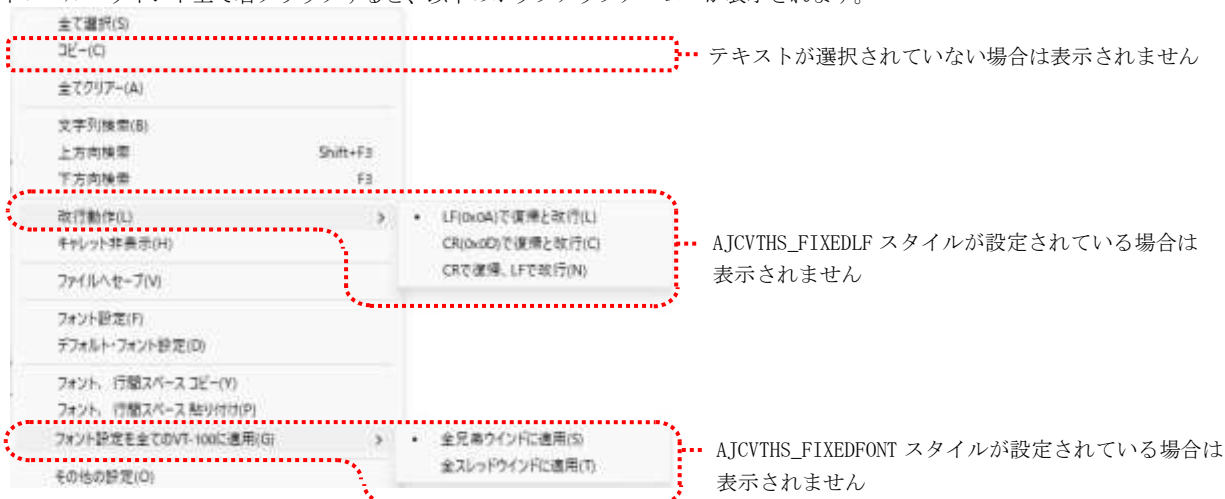 全て選択(S)
コピー(C)
テキストが選択されていない場合は表示されません
全てクリアー(A)
文字列検索(B)
上方向検索 Shift+F3
下方向検索 F3
改行動作(L)
LF(0x0A)で復帰と改行(L)
キャレット非表示(H)
CR(0x0D)で復帰と改行(C)
AJCVTHS_FIXEDLF スタイルが設定されている場合は
表示されません
CRで復帰、LFで改行(N)
ファイルへセーブ(V)
フォント設定(F)
デフォルト・フォント設定(D)
フォント、行間スペース コピー(Y)
フォント、行間スペース 貼り付け(P)
フォント設定を全てのVT-100に適用(G)
全兄弟ウインドに適用(S)
全スレッドウインドに適用(T)
AJCVTHS_FIXEDFONT スタイルが設定されている場合は
表示されません
その他の設定(O)